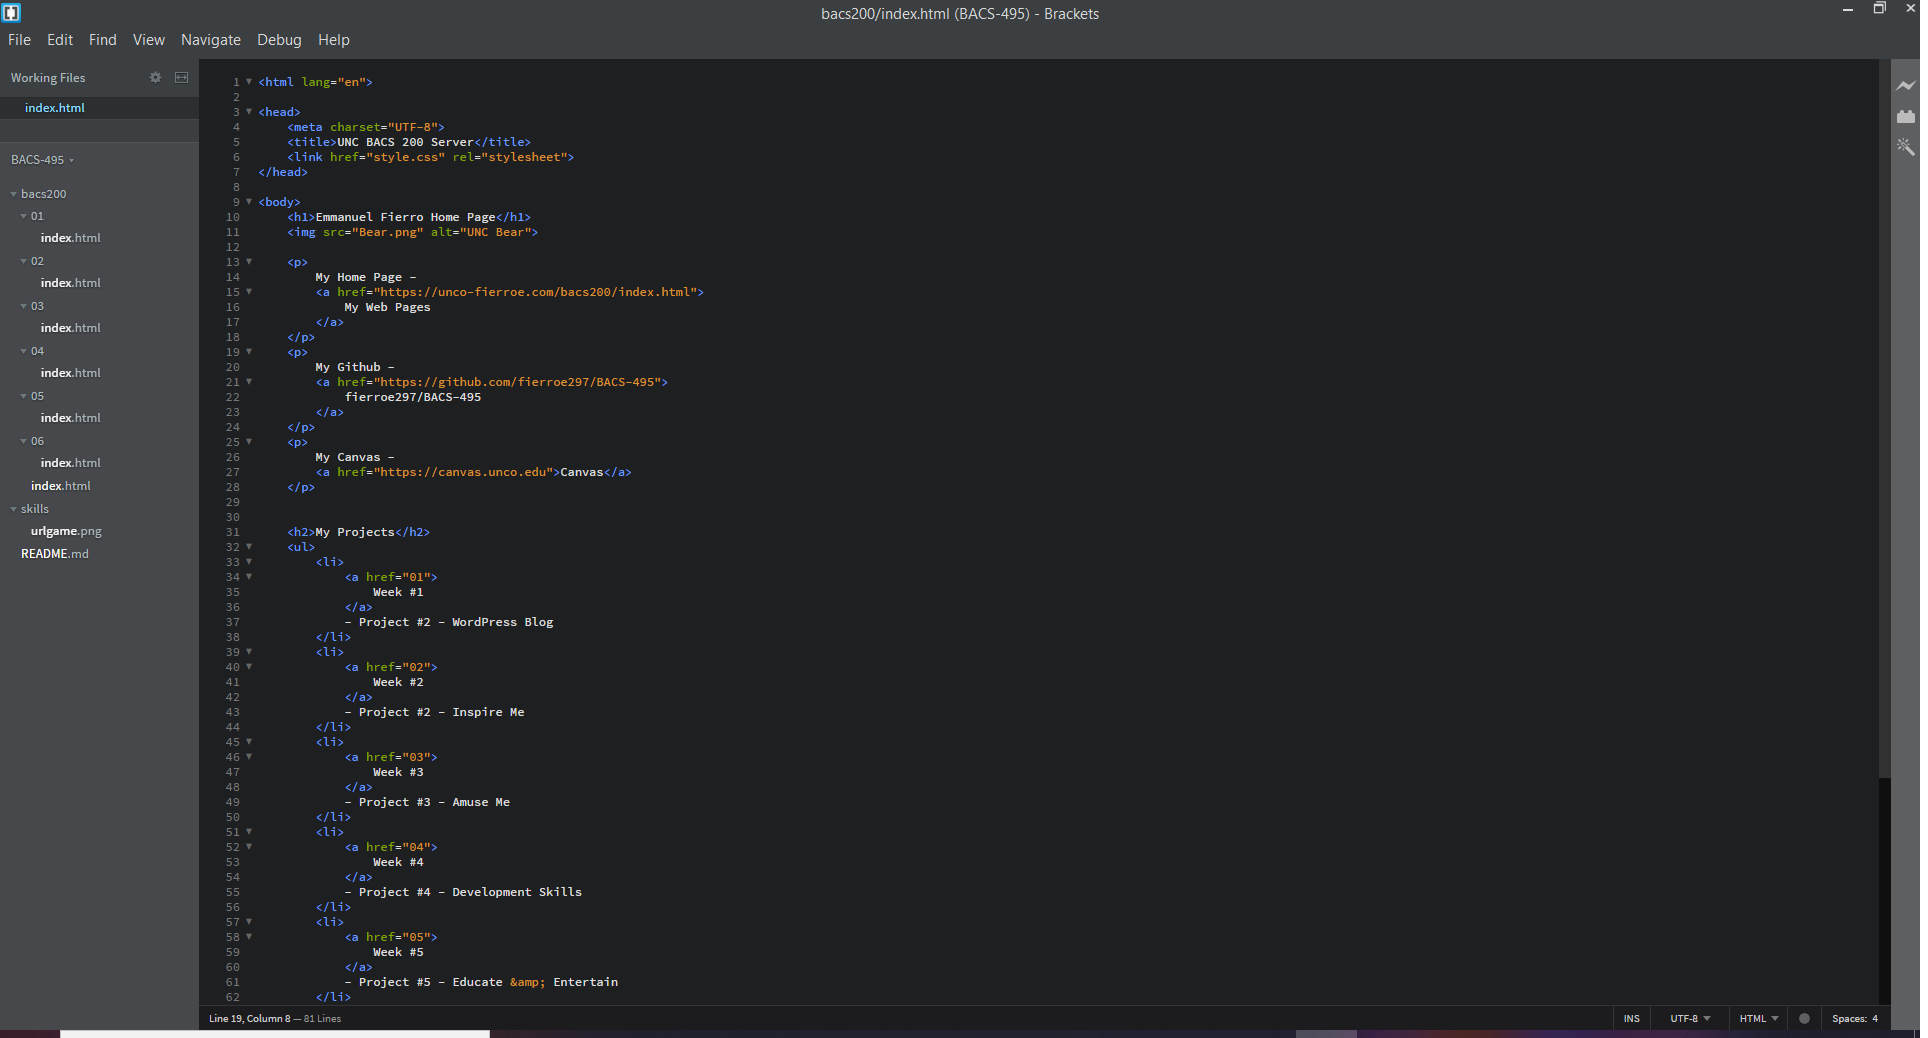 bacs200/index.html (BACS-495) - Brackets
File Edit Find View Navigate Debug Help
Working Files
index.html
BACS-495
bacs200
01
index.html
02
index.html
03
index.html
04
index.html
05
index.html
06
index.html
index.html
skills
urlgame.png
README.md
1 <html lang="en">
2
3 <head>
4     <meta charset="UTF-8">
5     <title>UNC BACS 200 Server</title>
6     <link href="style.css" rel="stylesheet">
7 </head>
8
9 <body>
10     <h1>Emmanuel Fierro Home Page</h1>
11     <img src="Bear.png" alt="UNC Bear">
12
13     <p>
14         My Home Page -
15         <a href="https://unco-fierroe.com/bacs200/index.html">
16             My Web Pages
17         </a>
18     </p>
19     <p>
20         My Github -
21         <a href="https://github.com/fierroe297/BACS-495">
22             fierroe297/BACS-495
23         </a>
24     </p>
25     <p>
26         My Canvas -
27         <a href="https://canvas.unco.edu">Canvas</a>
28     </p>
29
30
31     <h2>My Projects</h2>
32     <ul>
33         <li>
34             <a href="01">
35                 Week #1
36             </a>
37             - Project #2 - WordPress Blog
38         </li>
39         <li>
40             <a href="02">
41                 Week #2
42             </a>
43             - Project #2 - Inspire Me
44         </li>
45         <li>
46             <a href="03">
47                 Week #3
48             </a>
49             - Project #3 - Amuse Me
50         </li>
51         <li>
52             <a href="04">
53                 Week #4
54             </a>
55             - Project #4 - Development Skills
56         </li>
57         <li>
58             <a href="05">
59                 Week #5
60             </a>
61             - Project #5 - Educate &amp; Entertain
62         </li>
Line 19, Column 8 — 81 Lines
INS UTF-8 HTML Spaces: 4